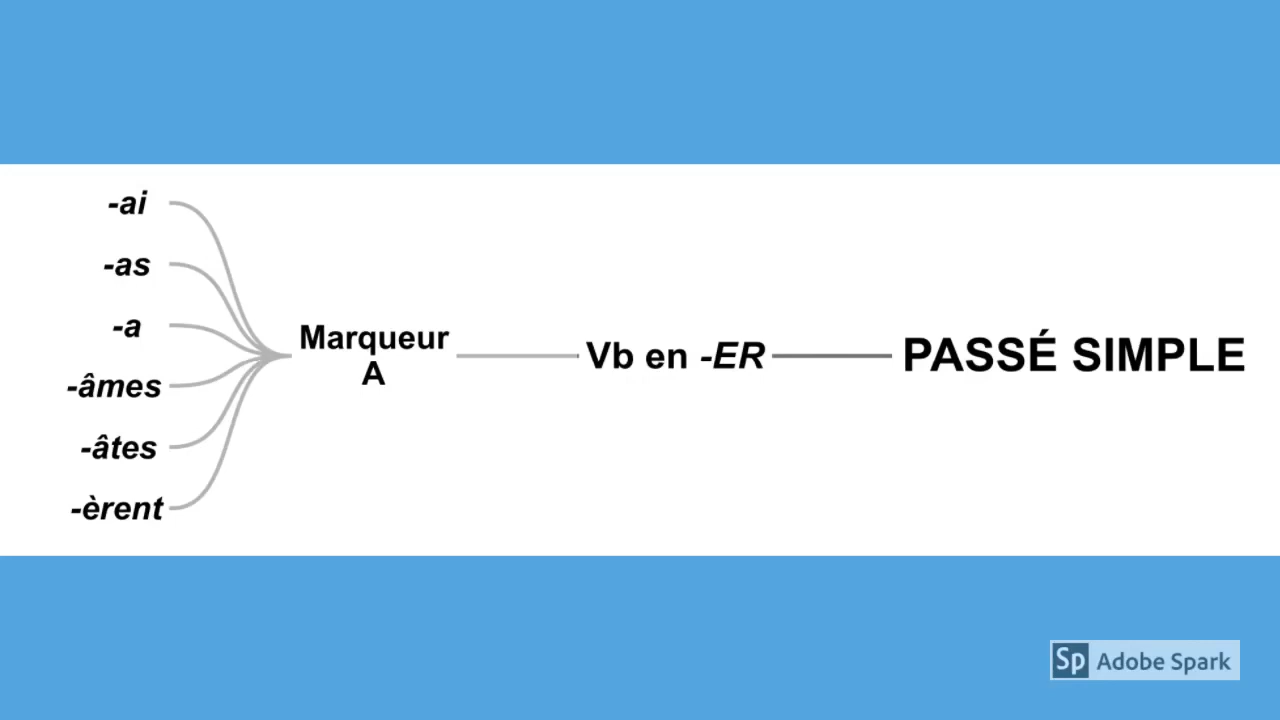 -ai
-as
-a
-âmes
-âtes
-èrent
Marqueur
A
Vb en -ER
PASSÉ SIMPLE
Sp Adobe Spark